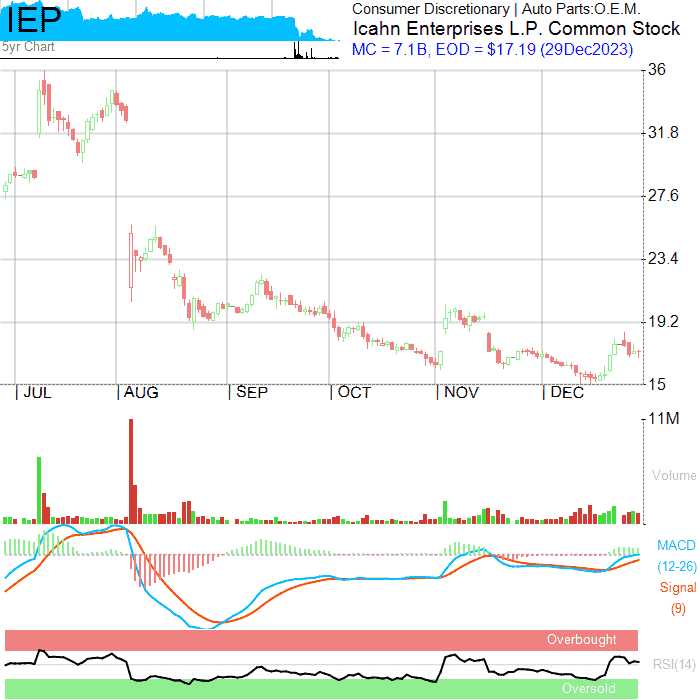 IEP
5yr Chart
Consumer Discretionary | Auto Parts:O.E.M.
Icahn Enterprises L.P. Common Stock
MC = 7.1B, EOD = $17.19 (29Dec2023)
36
31.8
27.6
23.4
19.2
15
JUL AUG SEP OCT NOV DEC
11M
Volume
MACD
(12-26)
Signal
(9)
Overbought
RSI(14)
Oversold